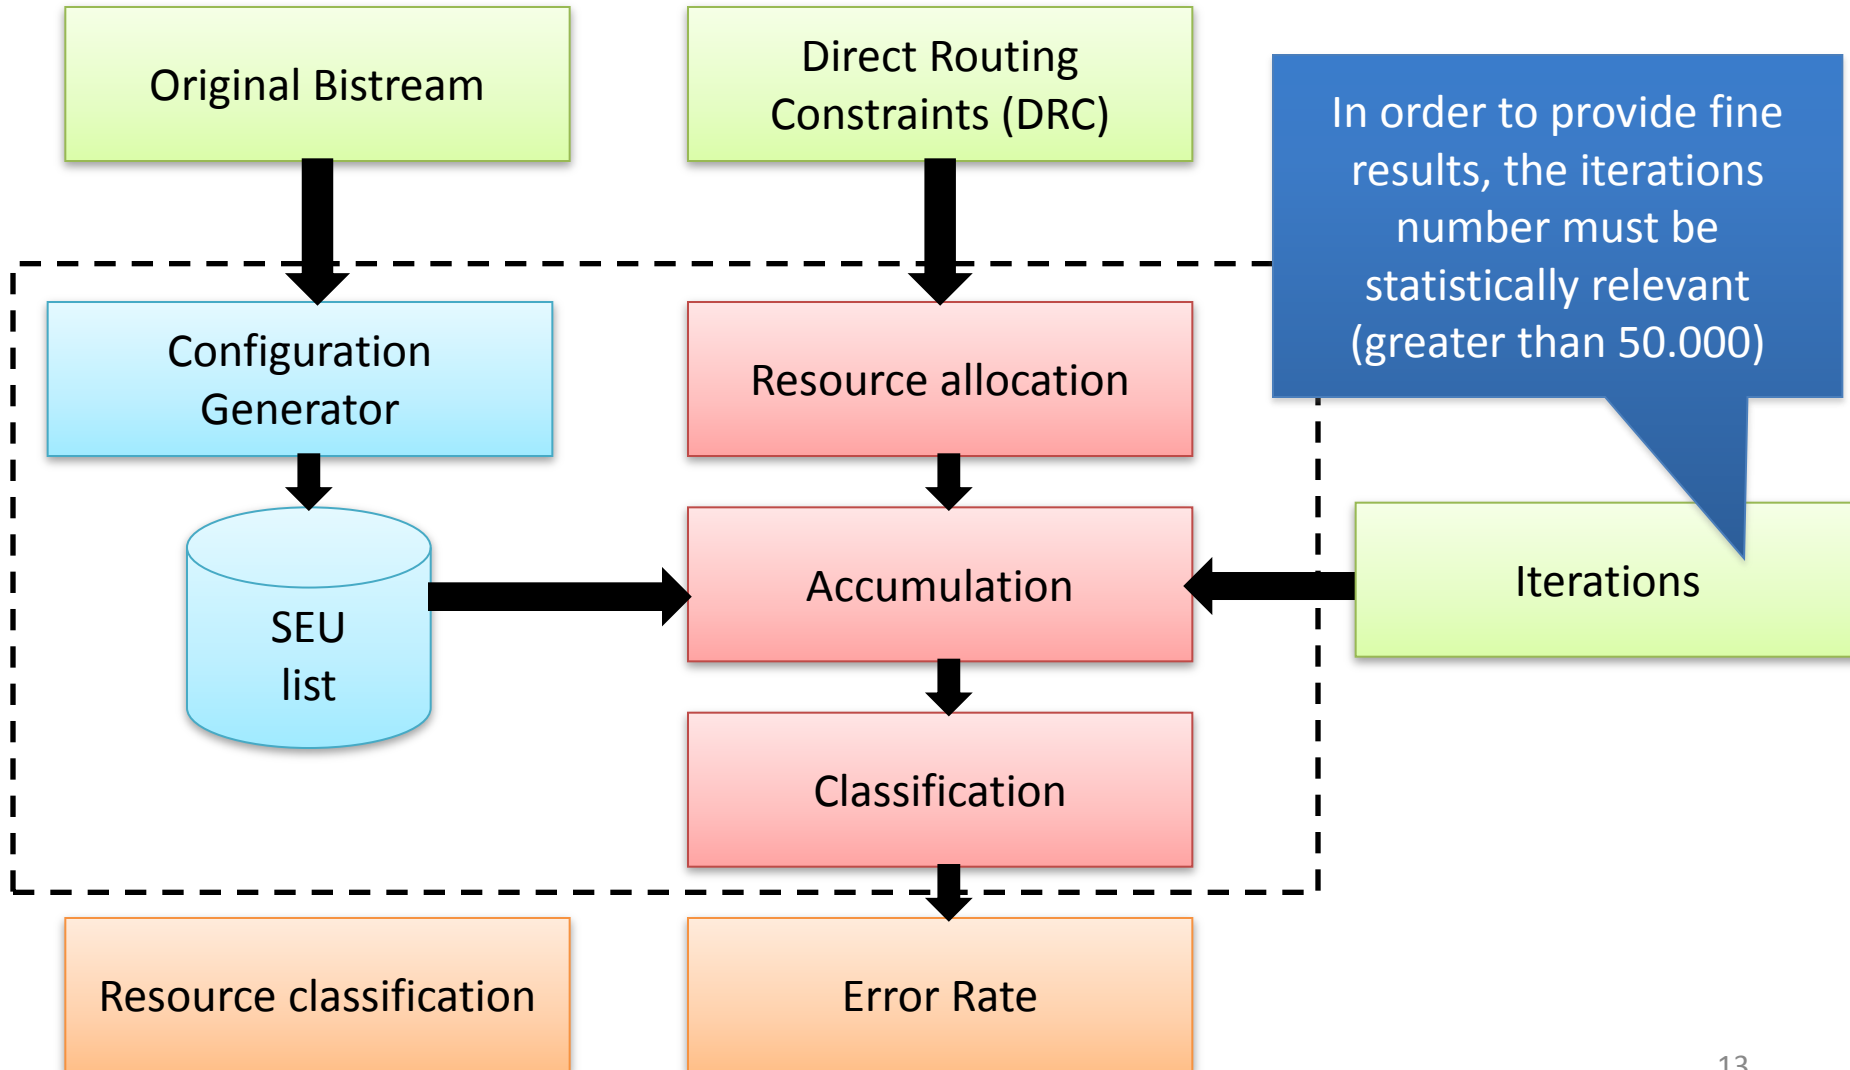 Original Bistream
Direct Routing
Constraints (DRC)
In order to provide fine
results, the iterations
number must be
statistically relevant
(greater than 50.000)
Configuration
Generator
Resource allocation
SEU
list
Accumulation
Iterations
Classification
Resource classification
Error Rate
13